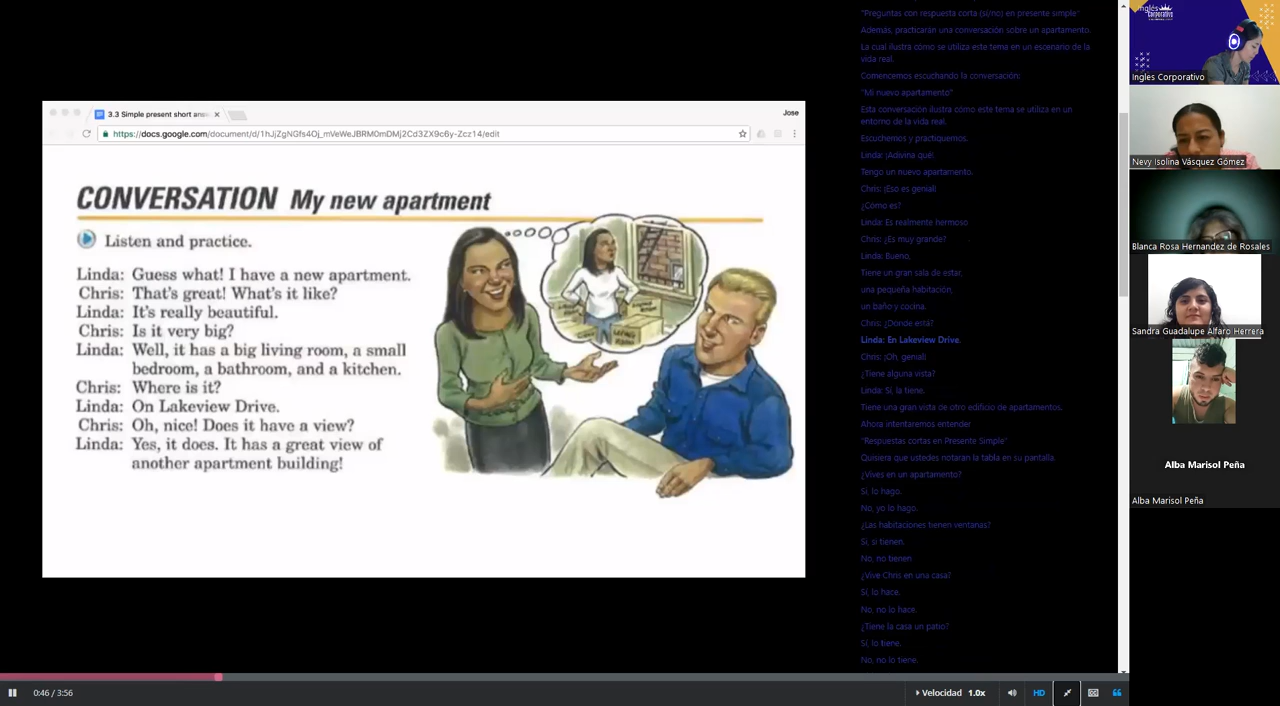 3.3 Simple present short ans
Jose
https://docs.google.com/document/d/1hJjZgNGfs4Oj_mVeWeJBRMOmDMj2Cd3ZX9c6y-Zcz14/edit
CONVERSATION My new apartment
Listen and practice.
Linda: Guess what! I have a new apartment.
Chris: That's great! What's it like?
Linda: It's really beautiful.
Chris: Is it very big?
Linda: Well, it has a big living room, a small
bedroom, a bathroom, and a kitchen.
Chris: Where is it?
Linda: On Lakeview Drive.
Chris: Oh, nice! Does it have a view?
Linda: Yes, it does. It has a great view of
another apartment building!
"Preguntas con respuesta corta (sí/no) en presente simple"
Además, practicarán una conversación sobre un apartamento.
La cual ilustra cómo se utiliza este tema en un escenario de la
vida real.
Comencemos escuchando la conversación:
"Mi nuevo apartamento"
Esta conversación ilustra cómo este tema se utiliza en un
entorno de la vida real.
Escuchemos y practiquemos.
Linda: ¡Adivina qué!
Tengo un nuevo apartamento.
Chris: ¡Eso es genial!
¿Cómo es?
Linda: Es realmente hermoso
Chris: ¿Es muy grande?
Linda: Bueno,
Tiene un gran sala de estar,
una pequeña habitación,
un baño y cocina.
Chris: ¿Dónde está?
Linda: En Lakeview Drive.
Chris: ¡Oh, genial!
¿Tiene alguna vista?
Linda: Sí, la tiene.
Tiene una gran vista de otro edificio de apartamentos.
Ahora intentaremos entender
"Respuestas cortas en Presente Simple"
Quisiera que ustedes notaran la tabla en su pantalla.
¿Vives en un apartamento?
Sí, lo hago.
No, yo lo hago.
¿Las habitaciones tienen ventanas?
Sí, si tienen.
No, no tienen
¿Vive Chris en una casa?
Sí, lo hace.
No, no lo hace.
¿Tiene la casa un patio?
Sí, lo tiene.
No, no lo tiene.
0:46 / 3:56
Velocidad 1.0x
HD
Inglés
Corporativo
Ingles Corporativo
Nevy Isolina Vásquez Gómez
Blanca Rosa Hernandez de Rosales
Sandra Guadalupe Alfaro Herrera
Alba Marisol Peña
Alba Marisol Peña